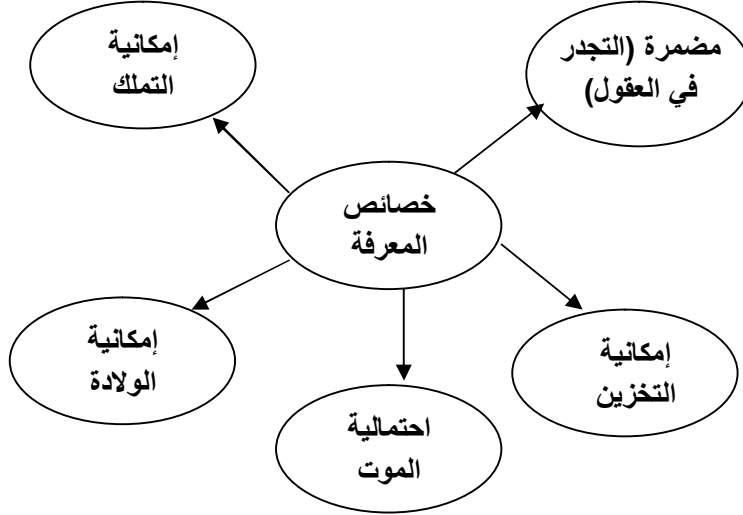 إمكانية
التملك
مضمرة (التجدر
في العقول)
خصائص
المعرفة
إمكانية
الولادة
إمكانية
التخزين
احتمالية
الموت